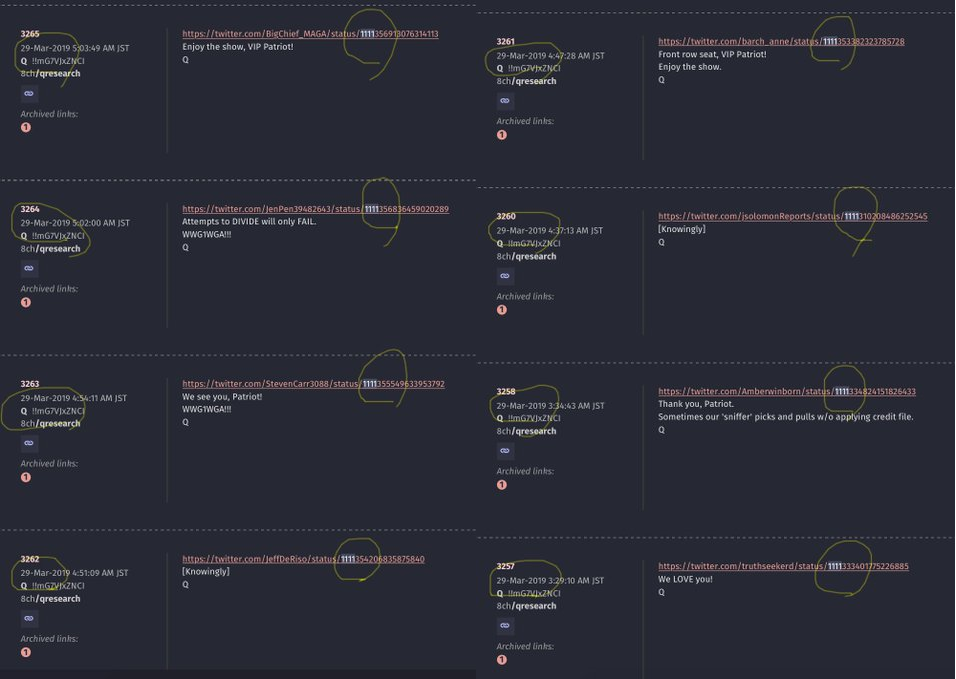 3265
29-Mar-2019 5:03:49 AM JST
Q !!mG7VJxZNCI
8ch/qresearch
Archived links:
1
https://twitter.com/BigChief_MAGA/status/1111356913076314113
Enjoy the show, VIP Patriot!
Q
3264
29-Mar-2019 5:02:00 AM JST
Q !!mG7VJxZNCI
8ch/qresearch
Archived links:
1
https://twitter.com/JenPen39482643/status/1111356836459020289
Attempts to DIVIDE will only FAIL.
WWG1WGA!!!
Q
3263
29-Mar-2019 4:54:11 AM JST
Q !!mG7VJxZNCI
8ch/qresearch
Archived links:
1
https://twitter.com/StevenCarr3088/status/1111355549633953792
We see you, Patriot!
WWG1WGA!!!
Q
3262
29-Mar-2019 4:51:09 AM JST
Q !!mG7VJxZNCI
8ch/qresearch
Archived links:
1
https://twitter.com/JeffDeRiso/status/1111354206835875840
[Knowingly]
Q
3261
29-Mar-2019 4:47:28 AM JST
Q !!mG7VJxZNCI
8ch/qresearch
Archived links:
1
https://twitter.com/barch_anne/status/1111353382323785728
Front row seat, VIP Patriot!
Enjoy the show.
Q
3260
29-Mar-2019 4:37:13 AM JST
Q !!mG7VJxZNCI
8ch/qresearch
Archived links:
1
https://twitter.com/jsolomonReports/status/1111310208486252545
[Knowingly]
Q
3258
29-Mar-2019 3:34:43 AM JST
Q !!mG7VJxZNCI
8ch/qresearch
Archived links:
1
https://twitter.com/Amberwinborn/status/1111334824151826433
Thank you, Patriot.
Sometimes our 'sniffer' picks and pulls w/o applying credit file.
Q
3257
29-Mar-2019 3:29:10 AM JST
Q !!mG7VJxZNCI
8ch/qresearch
Archived links:
1
https://twitter.com/truthseekerd/status/1111333401775226885
We LOVE you!
Q